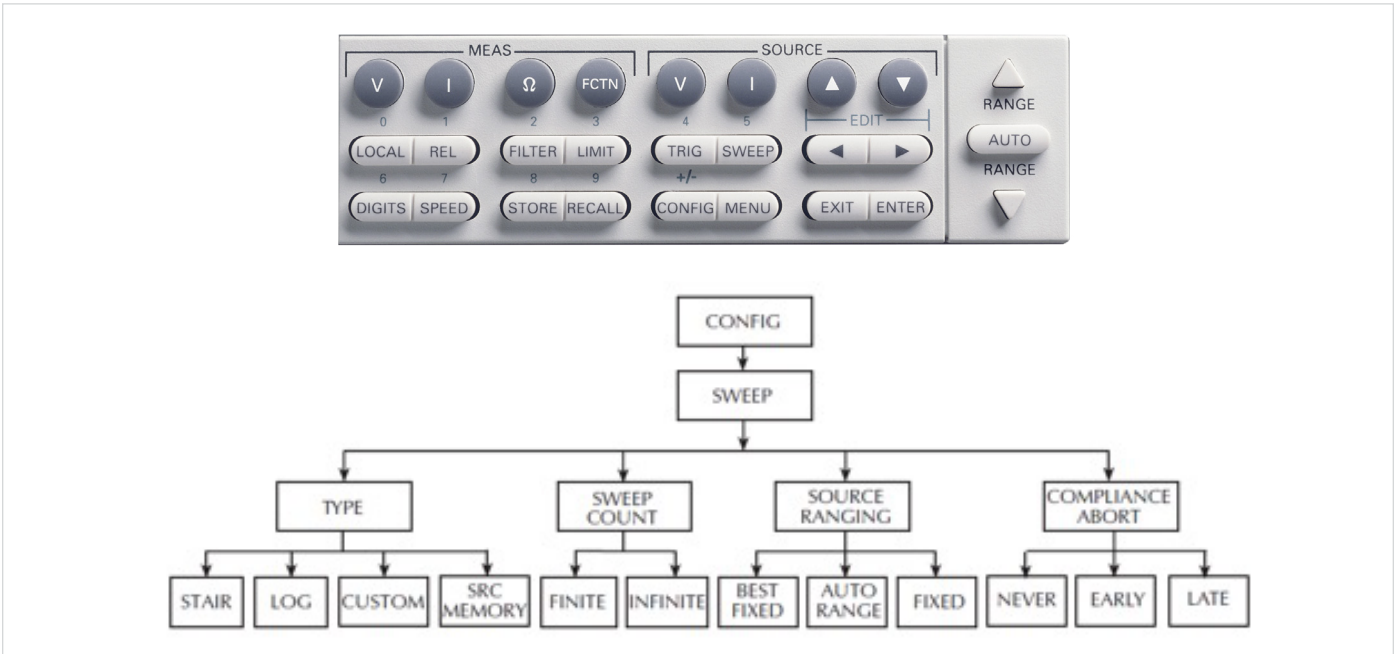 MEAS SOURCE
V I Ω FCTN V I ▲ ▼
RANGE
0 1 2 3 4 5 EDIT
AUTO
LOCAL REL FILTER LIMIT TRIG SWEEP ◀ ▶
RANGE
6 7 8 9 +/-
DIGITS SPEED STORE RECALL CONFIG MENU EXIT ENTER
CONFIG
SWEEP
TYPE
SWEEP
COUNT
SOURCE
RANGING
COMPLIANCE
ABORT
STAIR
LOG
CUSTOM
SRC
MEMORY
FINITE
INFINITE
BEST
FIXED
AUTO
RANGE
FIXED
NEVER
EARLY
LATE